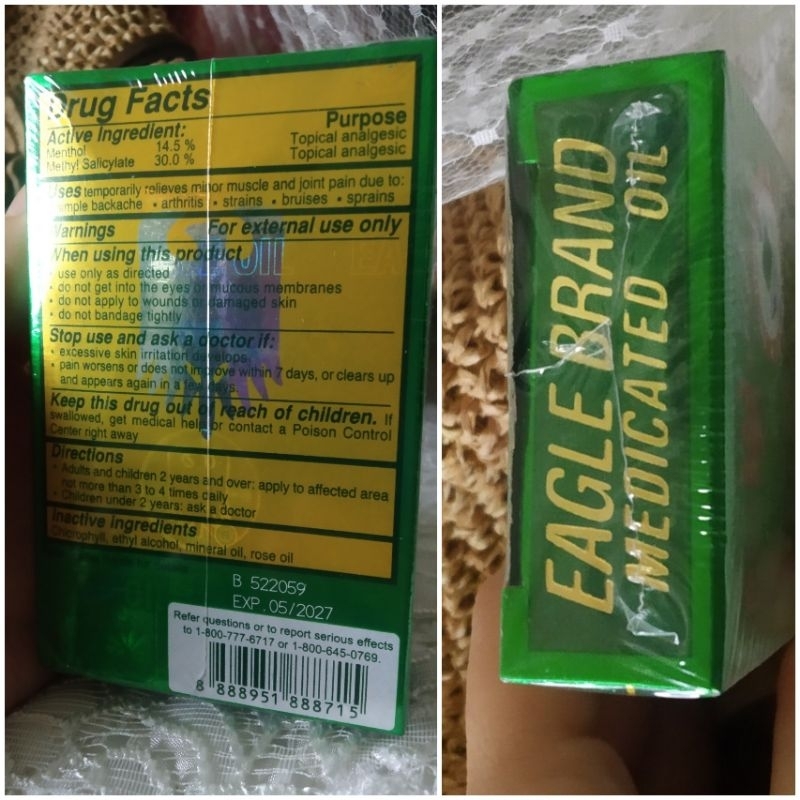 Drug Facts
Active Ingredient: Purpose
Menthol 14.5 % Topical analgesic
Methyl Salicylate 30.0 % Topical analgesic
Uses temporarily relieves minor muscle and joint pain due to:
simple backache • arthritis • strains • bruises • sprains
Warnings For external use only
When using this product
• use only as directed
• do not get into the eyes or mucous membranes
• do not apply to wounds or damaged skin
• do not bandage tightly
Stop use and ask a doctor if:
• excessive skin irritation develops.
• pain worsens or does not improve within 7 days, or clears up
and appears again in a few days.
Keep this drug out of reach of children. If
swallowed, get medical help or contact a Poison Control
Center right away
Directions
• Adults and children 2 years and over: apply to affected area
not more than 3 to 4 times daily
• Children under 2 years: ask a doctor
Inactive ingredients
Chlorophyll, ethyl alcohol, mineral oil, rose oil
B 522059
EXP.05/2027
Refer questions or to report serious effects
to 1-800-777-6717 or 1-800-645-0769.
8 888951 888715
EAGLE BRAND
MEDICATED OIL